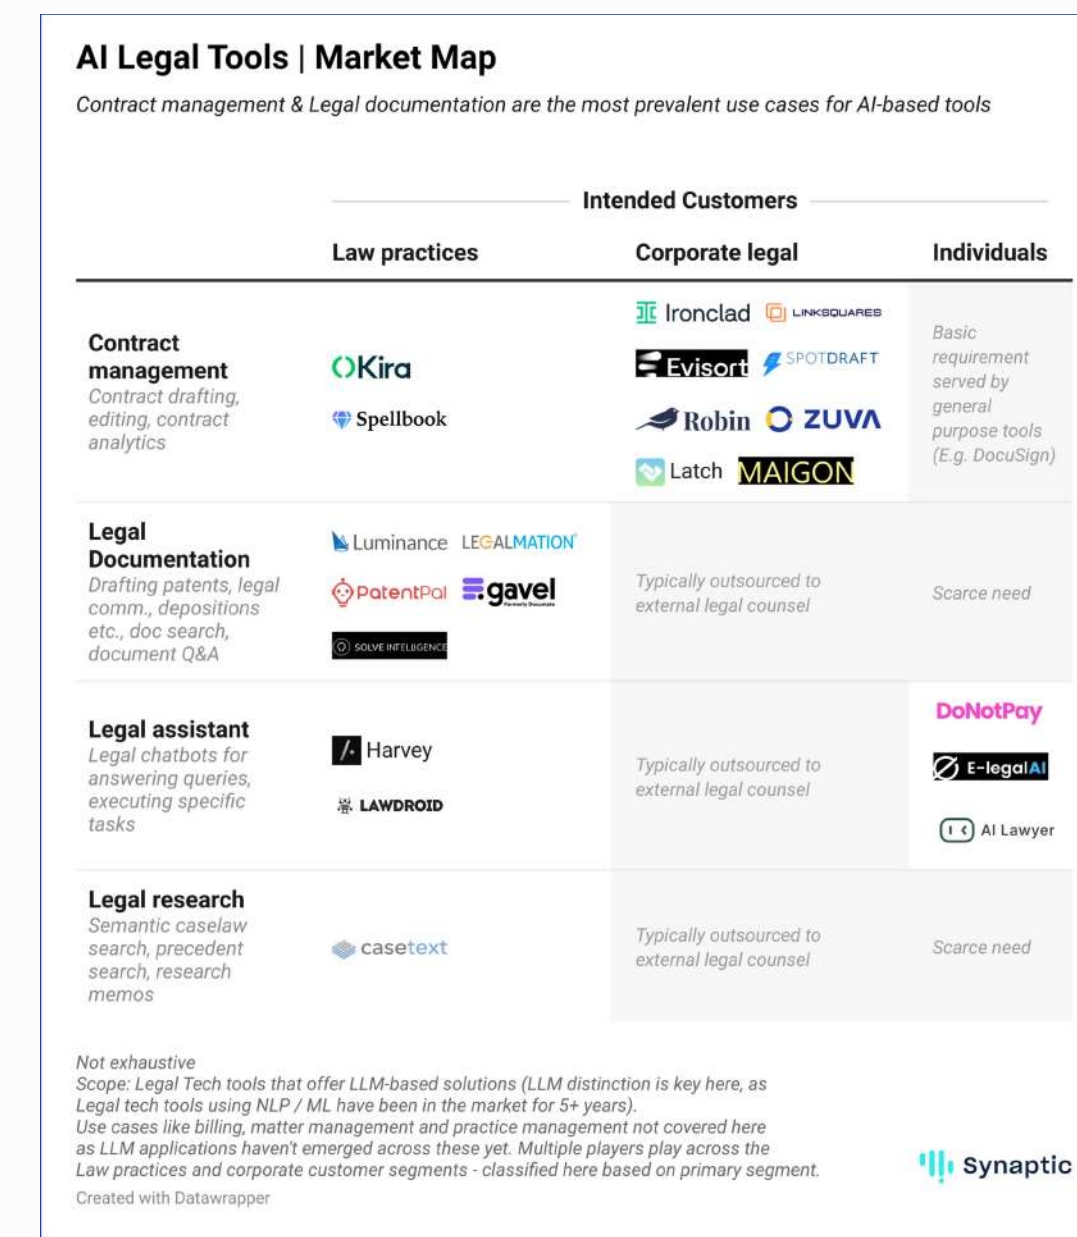 AI Legal Tools | Market Map
Contract management & Legal documentation are the most prevalent use cases for AI-based tools
Intended Customers
Law practices
Corporate legal
Individuals
Contract
management
Contract drafting,
editing, contract
analytics
Kira
Spellbook
Ironclad
LINKSQUARES
Evisort
SPOTDRAFT
Robin
ZUVA
Latch
MAIGON
Basic
requirement
served by
general
purpose tools
(E.g. DocuSign)
Legal
Documentation
Drafting patents, legal
comm., depositions
etc., doc search,
document Q&A
Luminance
LEGALMATION
PatentPal
gavel
Formerly Documate
SOLVE INTELLIGENCE
Typically outsourced to
external legal counsel
Scarce need
Legal assistant
Legal chatbots for
answering queries,
executing specific
tasks
Harvey
LAWDROID
Typically outsourced to
external legal counsel
DoNotPay
E-legalAI
AI Lawyer
Legal research
Semantic caselaw
search, precedent
search, research
memos
casetext
Typically outsourced to
external legal counsel
Scarce need
Not exhaustive
Scope: Legal Tech tools that offer LLM-based solutions (LLM distinction is key here, as
Legal tech tools using NLP / ML have been in the market for 5+ years).
Use cases like billing, matter management and practice management not covered here
as LLM applications haven't emerged across these yet. Multiple players play across the
Law practices and corporate customer segments - classified here based on primary segment.
Created with Datawrapper
Synaptic